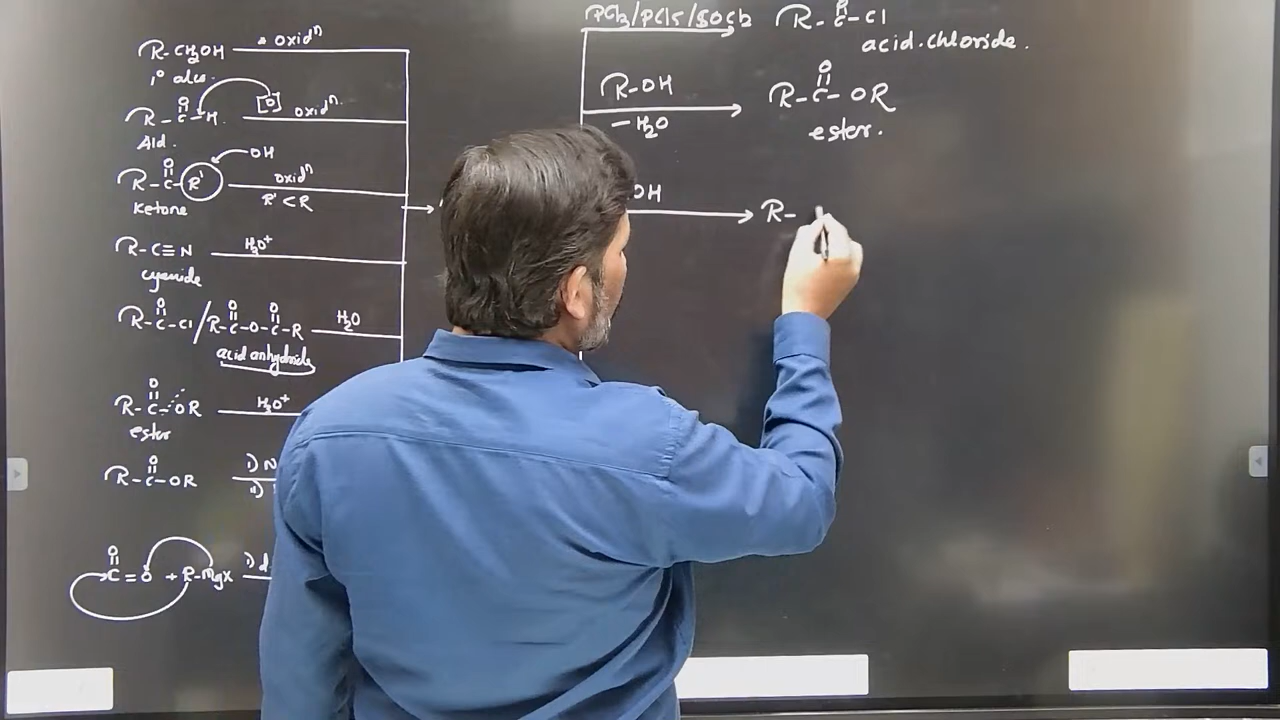 R-CH2OH oxidⁿ
1° alc.
O
R-C-H [O] oxidⁿ
Ald.
OH
O
R-C-R' oxidⁿ
R' < R
Ketone
R-C≡N H3O+
cyanide
O O O
R-C-Cl / R-C-O-C-R H2O
acid anhydride
O
R-C-OR H3O+
ester
O
R-C-OR i) N
ii)
O
C=O + R-MgX i) d
PCl3/PCl5/SOCl2 R-C-Cl
O
acid chloride.
R-OH
-H2O
O
R-C-OR
ester.
OH R-